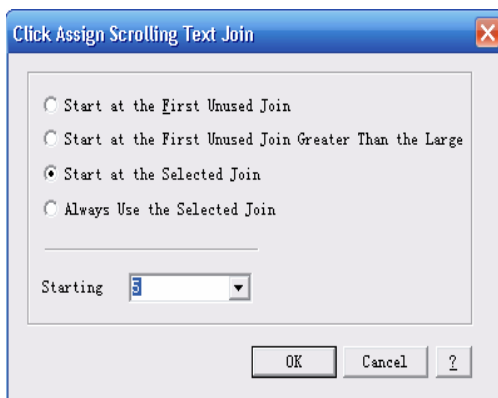 Click Assign Scrolling Text Join
Start at the First Unused Join
Start at the First Unused Join Greater Than the Large
Start at the Selected Join
Always Use the Selected Join
Starting 5
OK Cancel ?